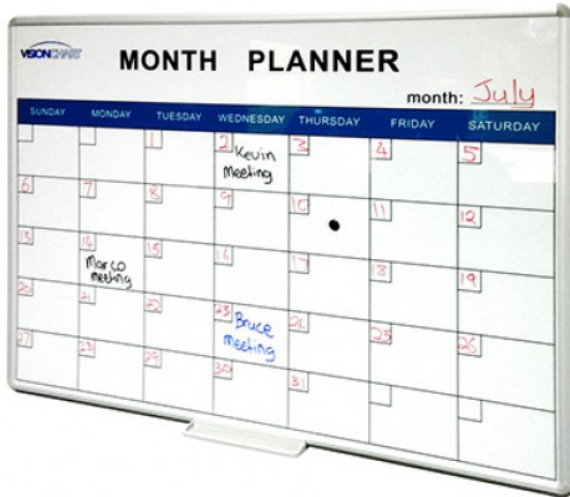 VISIONCHART
MONTH PLANNER
month: July
SUNDAY MONDAY TUESDAY WEDNESDAY THURSDAY FRIDAY SATURDAY
1 2 3 4 5
Kevin
Meeting
6 7 8 9 10 11 12
13 14 15 16 17 18 19
Marco
meeting
20 21 22 23 24 25 26
Bruce
meeting
27 28 29 30 31